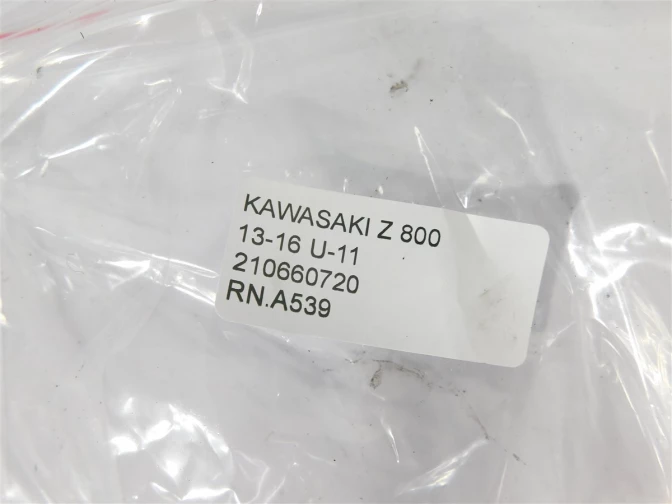 KAWASAKI Z 800
13-16 U-11
210660720
RN.A539